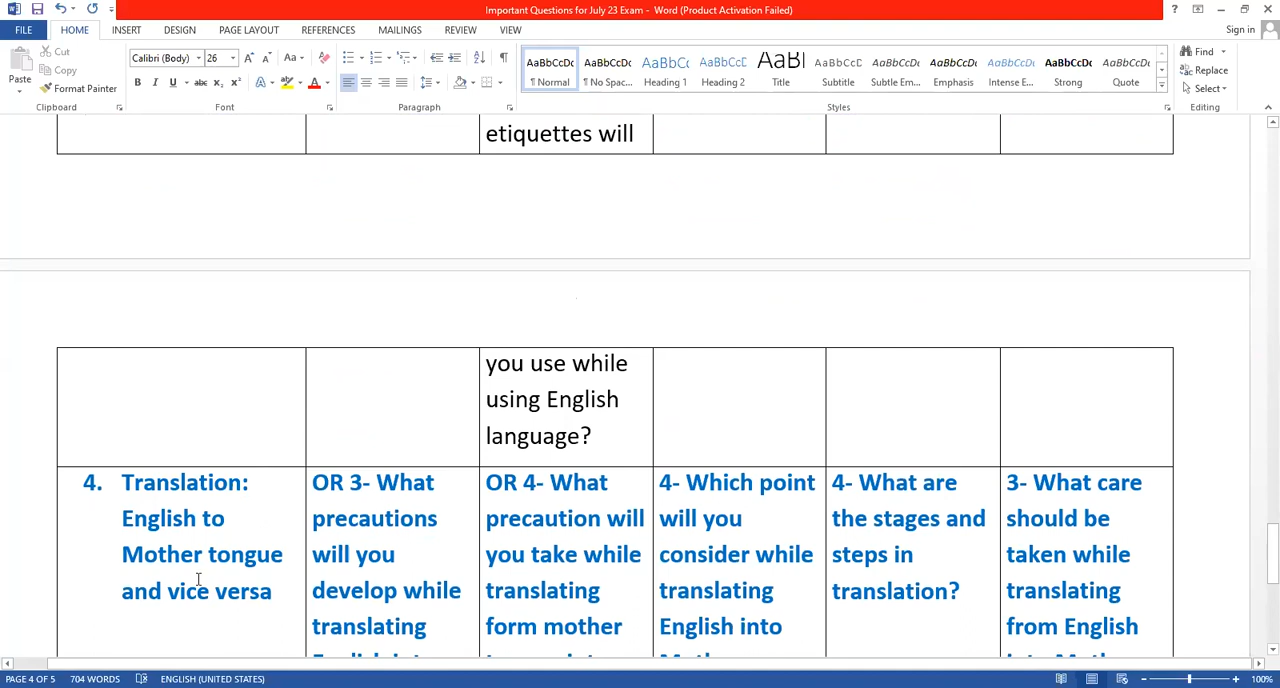 Important Questions for July 23 Exam - Word (Product Activation Failed)
Sign in
FILE HOME INSERT DESIGN PAGE LAYOUT REFERENCES MAILINGS REVIEW VIEW
Cut
Copy
Format Painter
Paste
Calibri (Body) 26
AaBbCcDc AaBbCcDc AaBbCc AaBbCcC AaBl AaBbCcC AaBbCcDc AaBbCcDc AaBbCcDc AaBbCcDc AaBbCcDc
¶ Normal ¶ No Spac... Heading 1 Heading 2 Title Subtitle Subtle Em... Emphasis Intense E... Strong Quote
Find
Replace
Select
Clipboard Font Paragraph Styles Editing
etiquettes will
you use while
using English
language?
4. Translation:
English to
Mother tongue
and vice versa
OR 3- What
precautions
will you
develop while
translating
OR 4- What
precaution will
you take while
translating
form mother
4- Which point
will you
consider while
translating
English into
4- What are
the stages and
steps in
translation?
3- What care
should be
taken while
translating
from English
PAGE 4 OF 5 704 WORDS ENGLISH (UNITED STATES) 100%